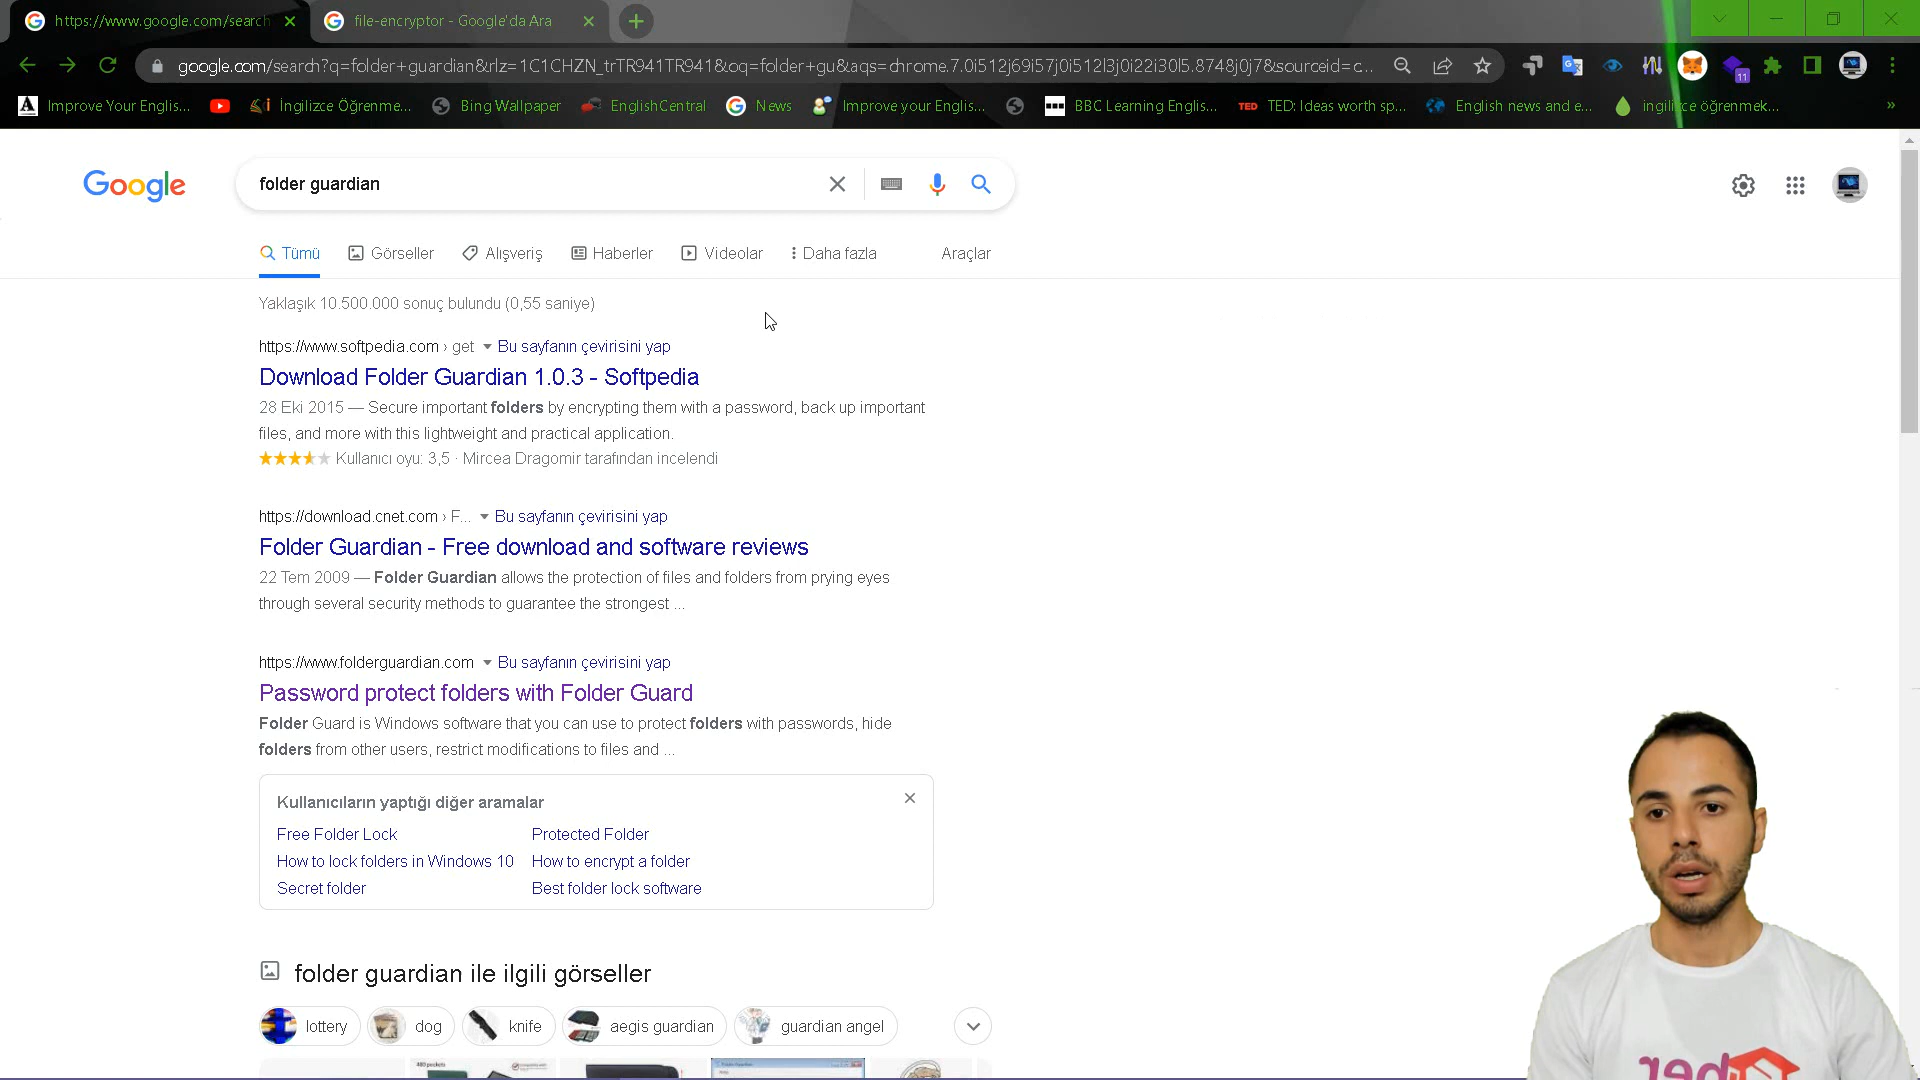 https://www.google.com/search
file-encryptor - Google'da Ara
google.com/search?q=folder+guardian&rlz=1C1CHZN_trTR941TR941&oq=folder+gu&aqs=chrome.7.0i512j69i57j0i512l3j0i22i30l5.8748j0j7&sourceid=c...
11
Improve Your Englis...
İngilizce Öğrenme...
Bing Wallpaper
EnglishCentral
News
Improve your Englis...
BBC Learning Englis...
TED
TED: Ideas worth sp...
English news and e...
ingilizce öğrenmek...
Google
folder guardian
Tümü
Görseller
Alışveriş
Haberler
Videolar
Daha fazla
Araçlar
Yaklaşık 10.500.000 sonuç bulundu (0,55 saniye)
https://www.softpedia.com › get Bu sayfanın çevirisini yap
Download Folder Guardian 1.0.3 - Softpedia
28 Eki 2015 — Secure important folders by encrypting them with a password, back up important
files, and more with this lightweight and practical application.
Kullanıcı oyu: 3,5 · Mircea Dragomir tarafından incelendi
https://download.cnet.com › F... Bu sayfanın çevirisini yap
Folder Guardian - Free download and software reviews
22 Tem 2009 — Folder Guardian allows the protection of files and folders from prying eyes
through several security methods to guarantee the strongest ...
https://www.folderguardian.com Bu sayfanın çevirisini yap
Password protect folders with Folder Guard
Folder Guard is Windows software that you can use to protect folders with passwords, hide
folders from other users, restrict modifications to files and ...
Kullanıcıların yaptığı diğer aramalar
Free Folder Lock
Protected Folder
How to lock folders in Windows 10
How to encrypt a folder
Secret folder
Best folder lock software
folder guardian ile ilgili görseller
lottery
dog
knife
aegis guardian
guardian angel